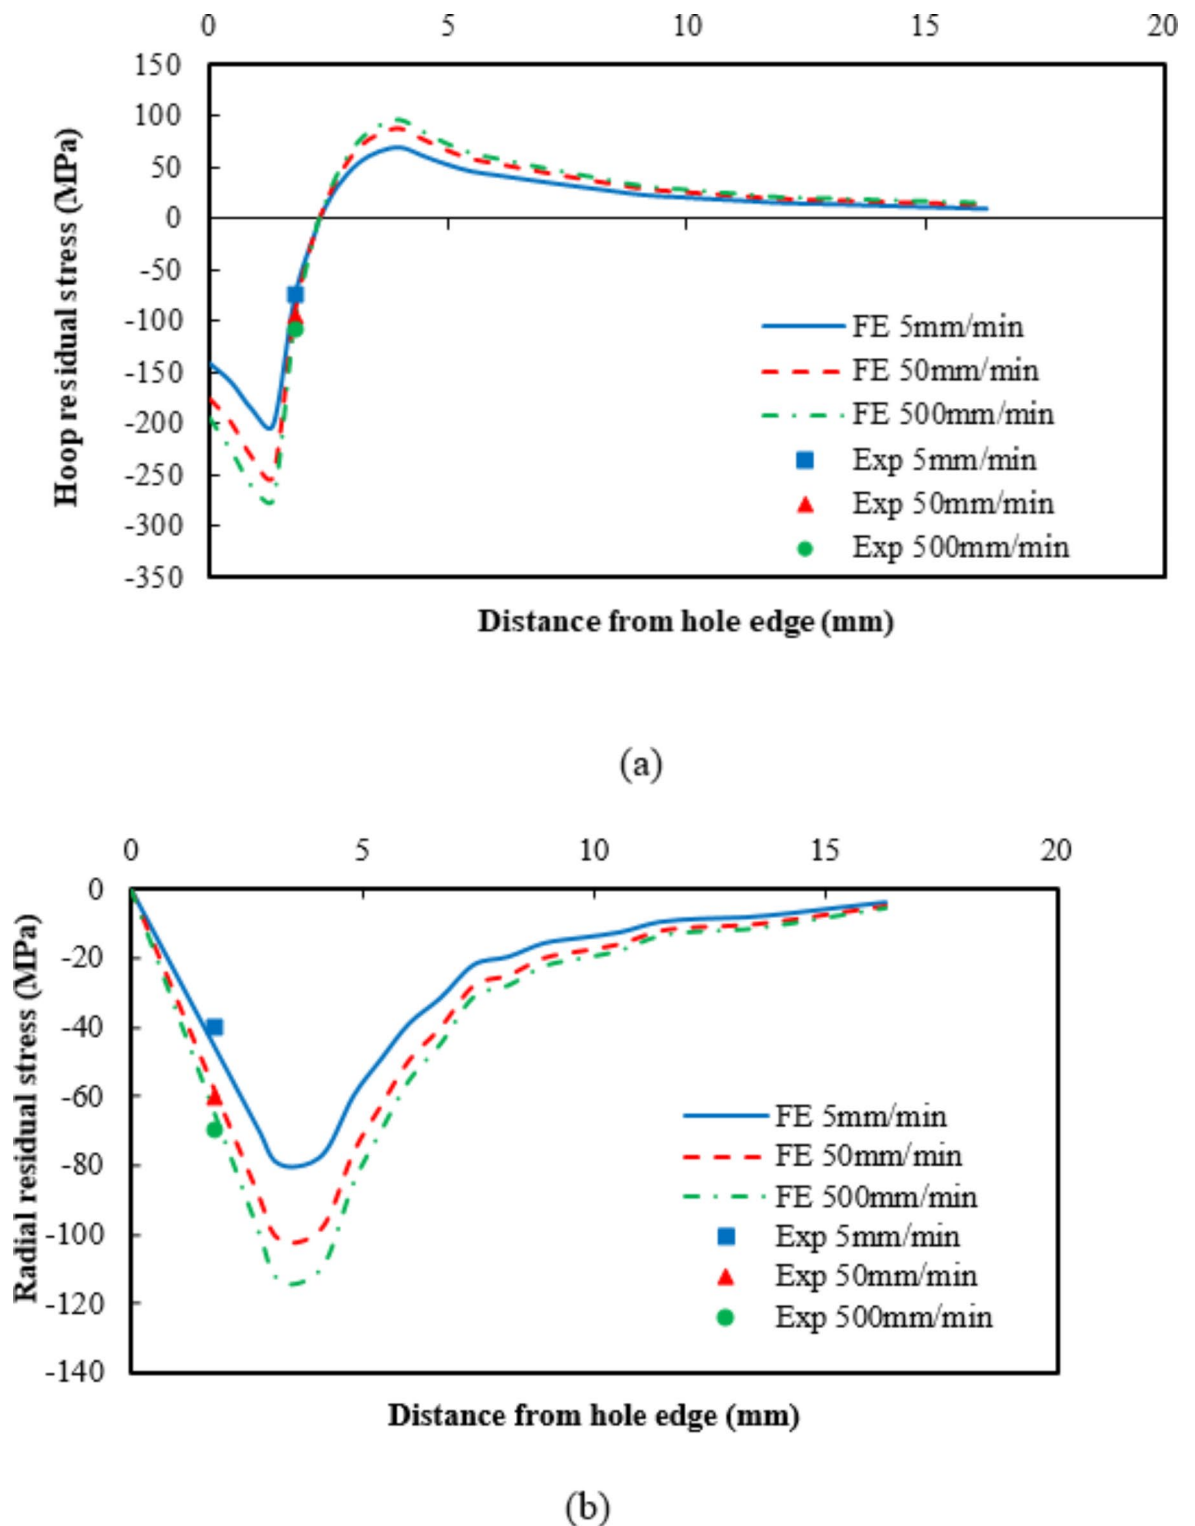 0 5 10 15 20
150
100
50
0
-50
-100
-150
-200
-250
-300
-350
Hoop residual stress (MPa)
FE 5mm/min
FE 50mm/min
FE 500mm/min
Exp 5mm/min
Exp 50mm/min
Exp 500mm/min
Distance from hole edge (mm)
(a)
0 5 10 15 20
0
-20
-40
-60
-80
-100
-120
-140
Radial residual stress (MPa)
FE 5mm/min
FE 50mm/min
FE 500mm/min
Exp 5mm/min
Exp 50mm/min
Exp 500mm/min
Distance from hole edge (mm)
(b)